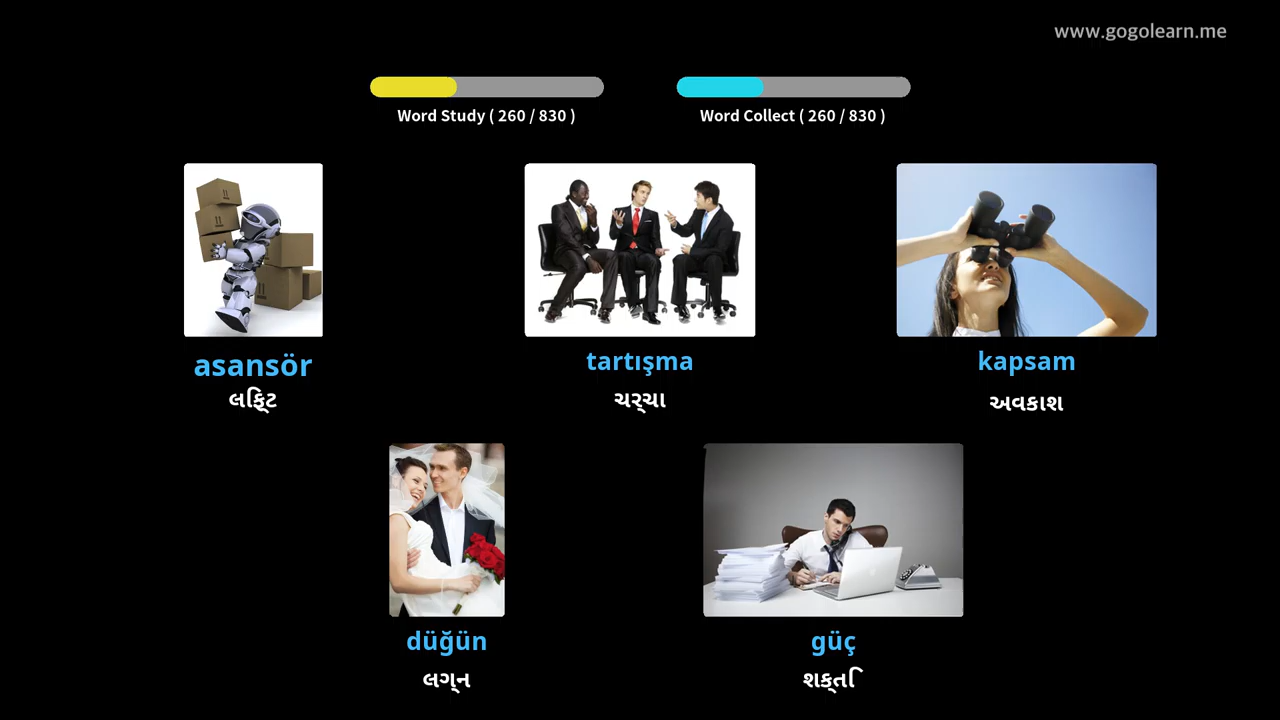 www.gogolearn.me
Word Study ( 260 / 830 )
Word Collect ( 260 / 830 )
asansör
લિફ્ટ
tartışma
ચર્ચા
kapsam
અવકાશ
düğün
લગ્ન
güç
શક્તિ